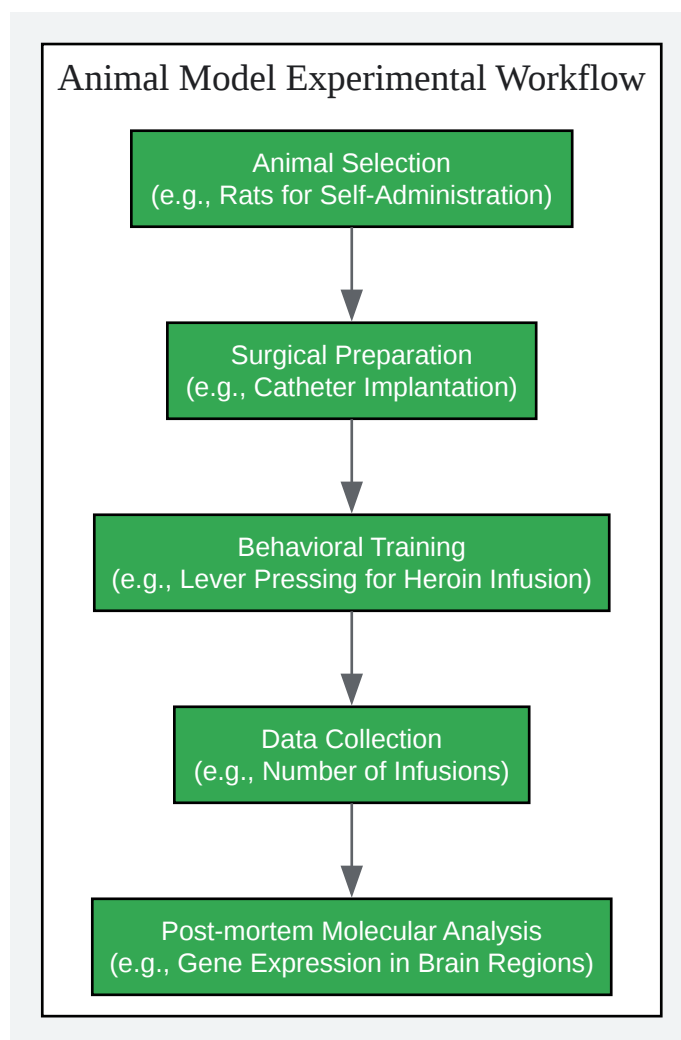 Animal Model Experimental Workflow
Animal Selection
(e.g., Rats for Self-Administration)
Surgical Preparation
(e.g., Catheter Implantation)
Behavioral Training
(e.g., Lever Pressing for Heroin Infusion)
Data Collection
(e.g., Number of Infusions)
Post-mortem Molecular Analysis
(e.g., Gene Expression in Brain Regions)